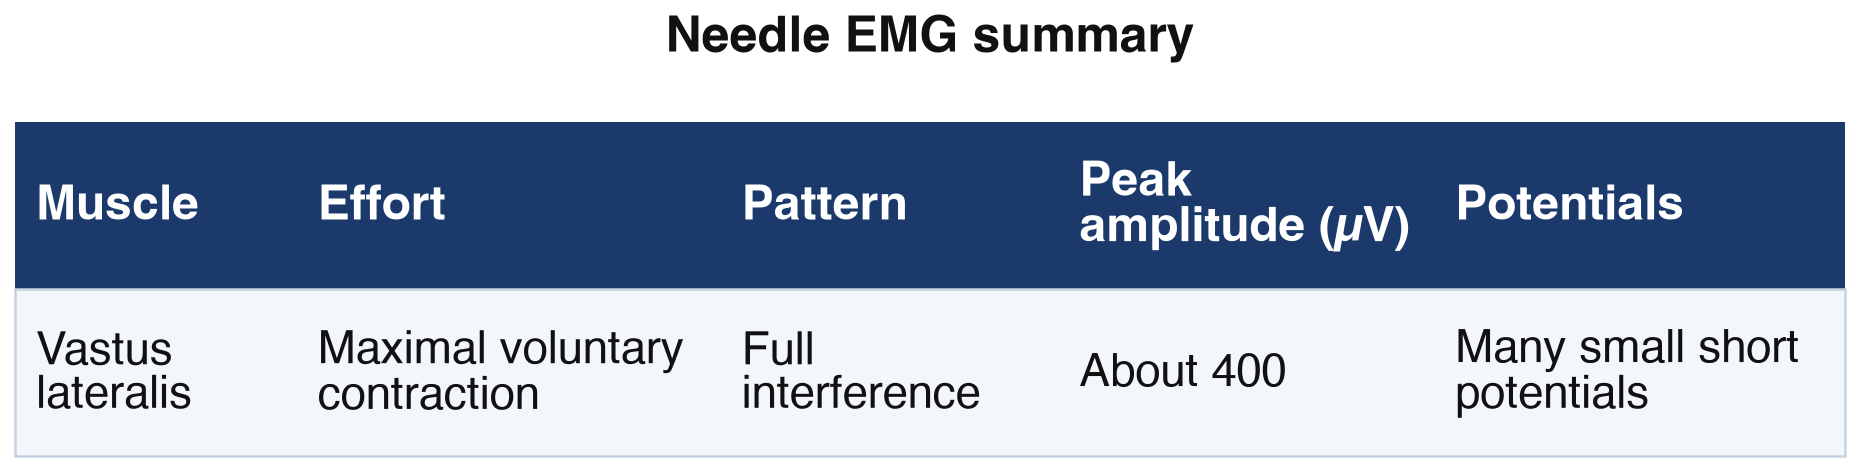 Needle EMG summary
Muscle
Effort
Pattern
Peak
amplitude (µV)
Potentials
Vastus
lateralis
Maximal voluntary
contraction
Full
interference
About 400
Many small short
potentials